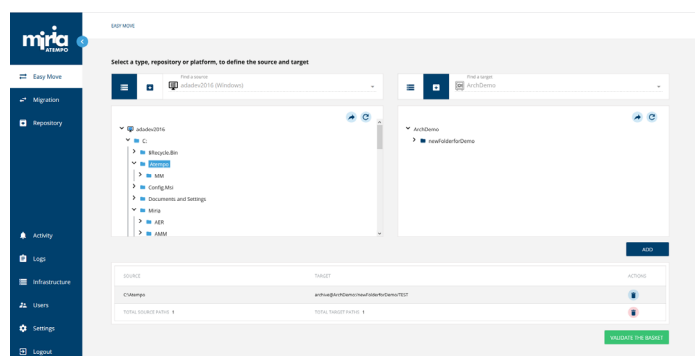 miria
ATEMPO
Easy Move
Migration
Repository
Activity
Logs
Infrastructure
Users
Settings
Logout
EASY MOVE
Select a type, repository or platform, to define the source and target
Find a source
adadev2016 (Windows)
Find a target
ArchDemo
adadev2016
C:
$Recycle.Bin
Atempo
MM
Config.Msi
Documents and Settings
Miria
AER
AMM
ArchDemo
newFolderforDemo
ADD
SOURCE TARGET ACTIONS
C:\Atempo archive@ArchDemo:/newFolderforDemo/TEST
TOTAL SOURCE PATHS 1 TOTAL TARGET PATHS 1
VALIDATE THE BASKET